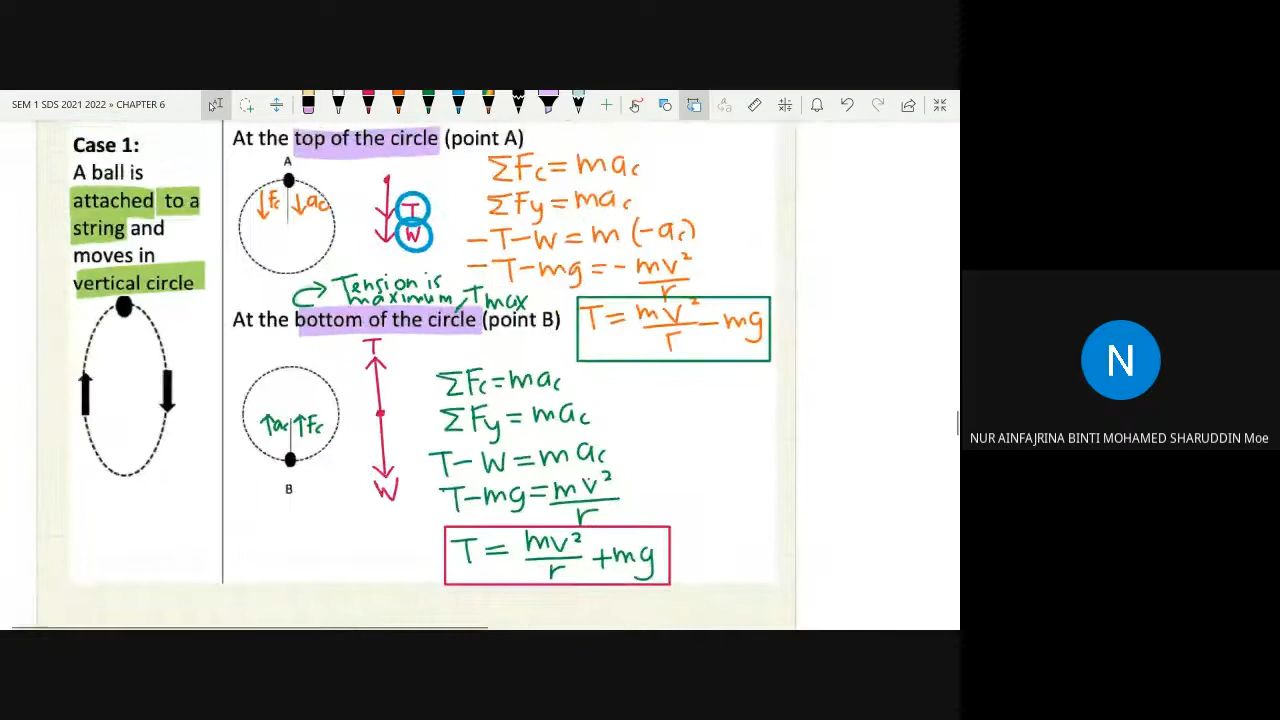 SEM 1 SDS 2021 2022 » CHAPTER 6
Case 1:
A ball is
attached to a
string and
moves in
vertical circle
At the top of the circle (point A)
A
↓Fc ↓ac
T
W
ΣFc = mac
ΣFy = mac
-T-W = m (-ac)
-T-mg = - mv²/r
T = mv²/r - mg
Tension is
maximum, Tmax
At the bottom of the circle (point B)
T
↑ac ↑Fc
B
W
ΣFc = mac
ΣFy = mac
T-W = mac
T-mg = mv²/r
T = mv²/r + mg
N
NUR AINFAJRINA BINTI MOHAMED SHARUDDIN Moe